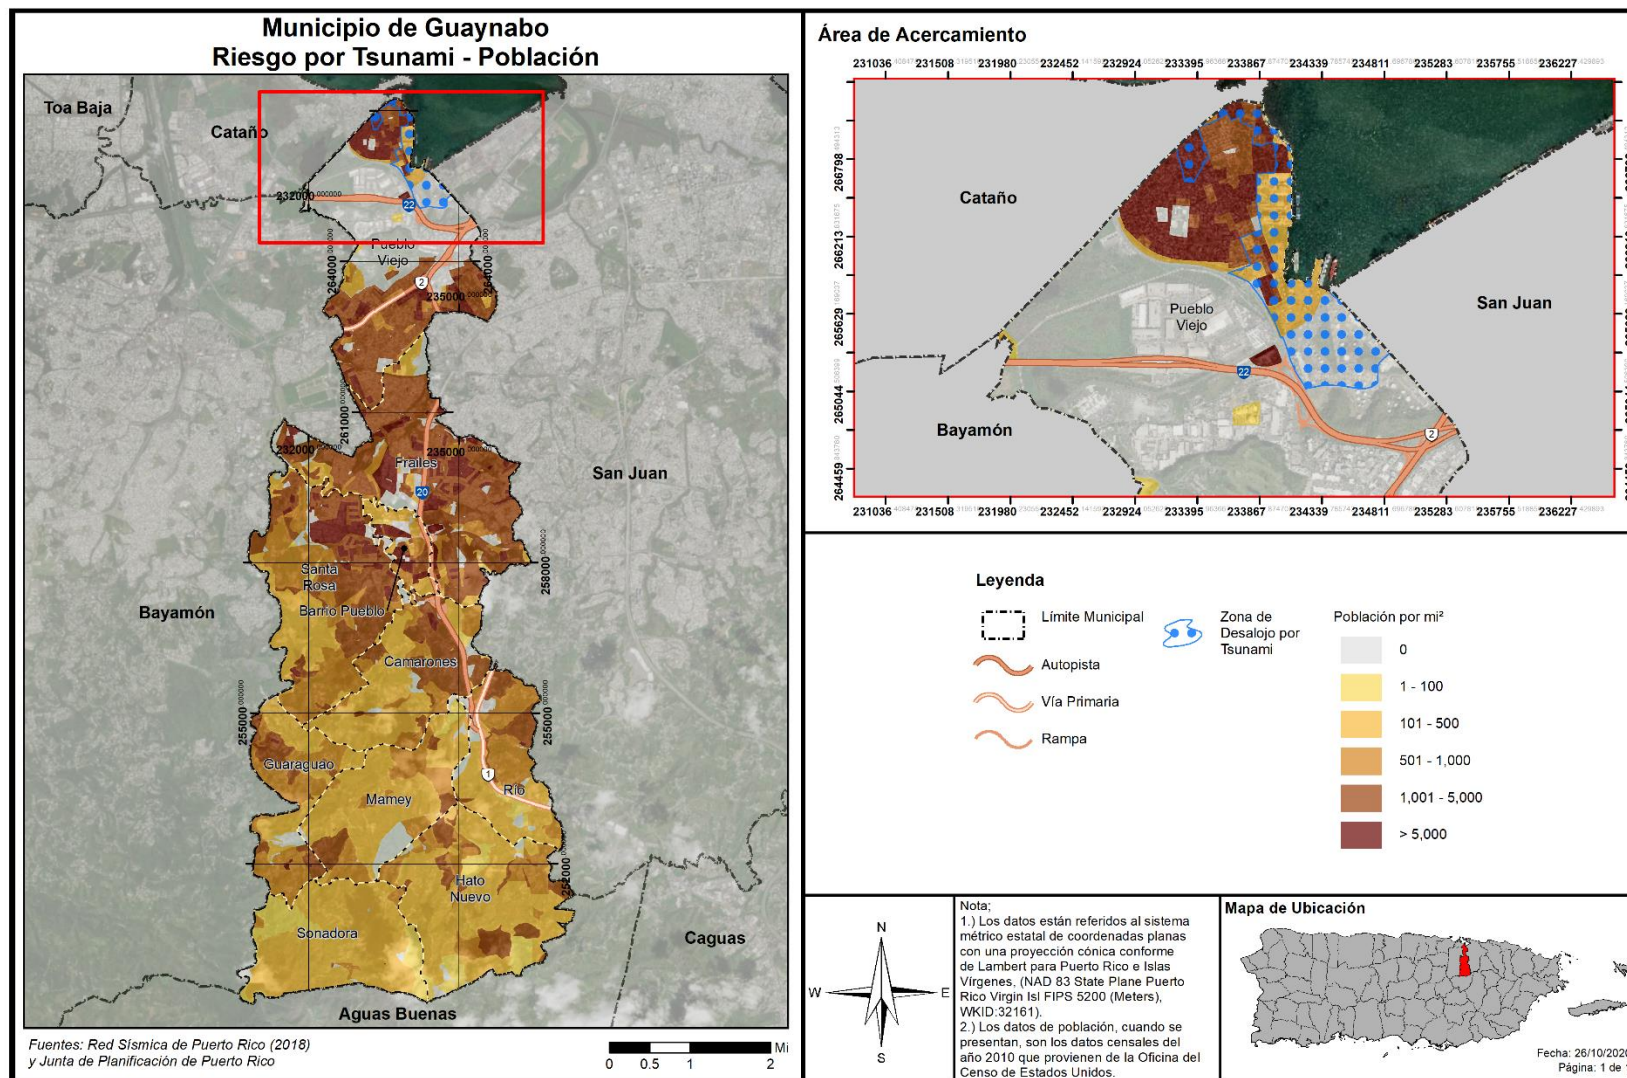 Municipio de Guaynabo
Riesgo por Tsunami - Población
Toa Baja
Cataño
232000
22
Pueblo
Viejo
264000
264000
2
235000
261000
232000
235000
Frailes
San Juan
20
Santa
Rosa
258000
Barrio Pueblo
Bayamón
Camarones
255000
255000
Guaraguao
1
Río
Mamey
252000
Hato
Nuevo
Sonadora
Caguas
Aguas Buenas
Fuentes: Red Sísmica de Puerto Rico (2018)
y Junta de Planificación de Puerto Rico
0 0.5 1 2 Mi
Área de Acercamiento
231036 231508 231980 232452 232924 233395 233867 234339 234811 235283 235755 236227
266798
266213
265629
265044
264459
Cataño
San Juan
Pueblo
Viejo
22
Bayamón
2
231036 231508 231980 232452 232924 233395 233867 234339 234811 235283 235755 236227
Leyenda
Límite Municipal
Autopista
Vía Primaria
Rampa
Zona de
Desalojo por
Tsunami
Población por mi²
0
1 - 100
101 - 500
501 - 1,000
1,001 - 5,000
> 5,000
N
W E
S
Nota;
1.) Los datos están referidos al sistema
métrico estatal de coordenadas planas
con una proyección cónica conforme
de Lambert para Puerto Rico e Islas
Vírgenes, (NAD 83 State Plane Puerto
Rico Virgin Isl FIPS 5200 (Meters),
WKID:32161).
2.) Los datos de población, cuando se
presentan, son los datos censales del
año 2010 que provienen de la Oficina del
Censo de Estados Unidos.
Mapa de Ubicación
Fecha: 26/10/2020
Página: 1 de